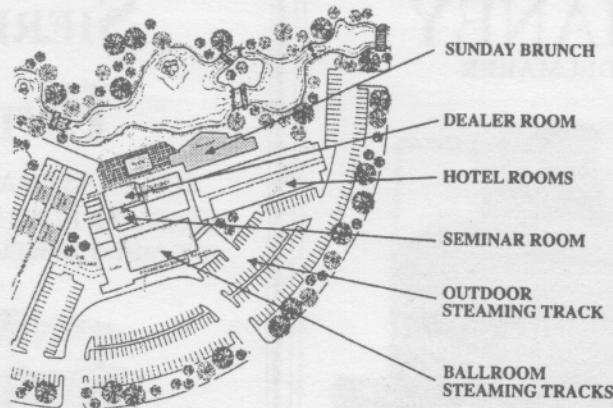 SUNDAY BRUNCH
DEALER ROOM
HOTEL ROOMS
SEMINAR ROOM
OUTDOOR
STEAMING TRACK
BALLROOM
STEAMING TRACKS